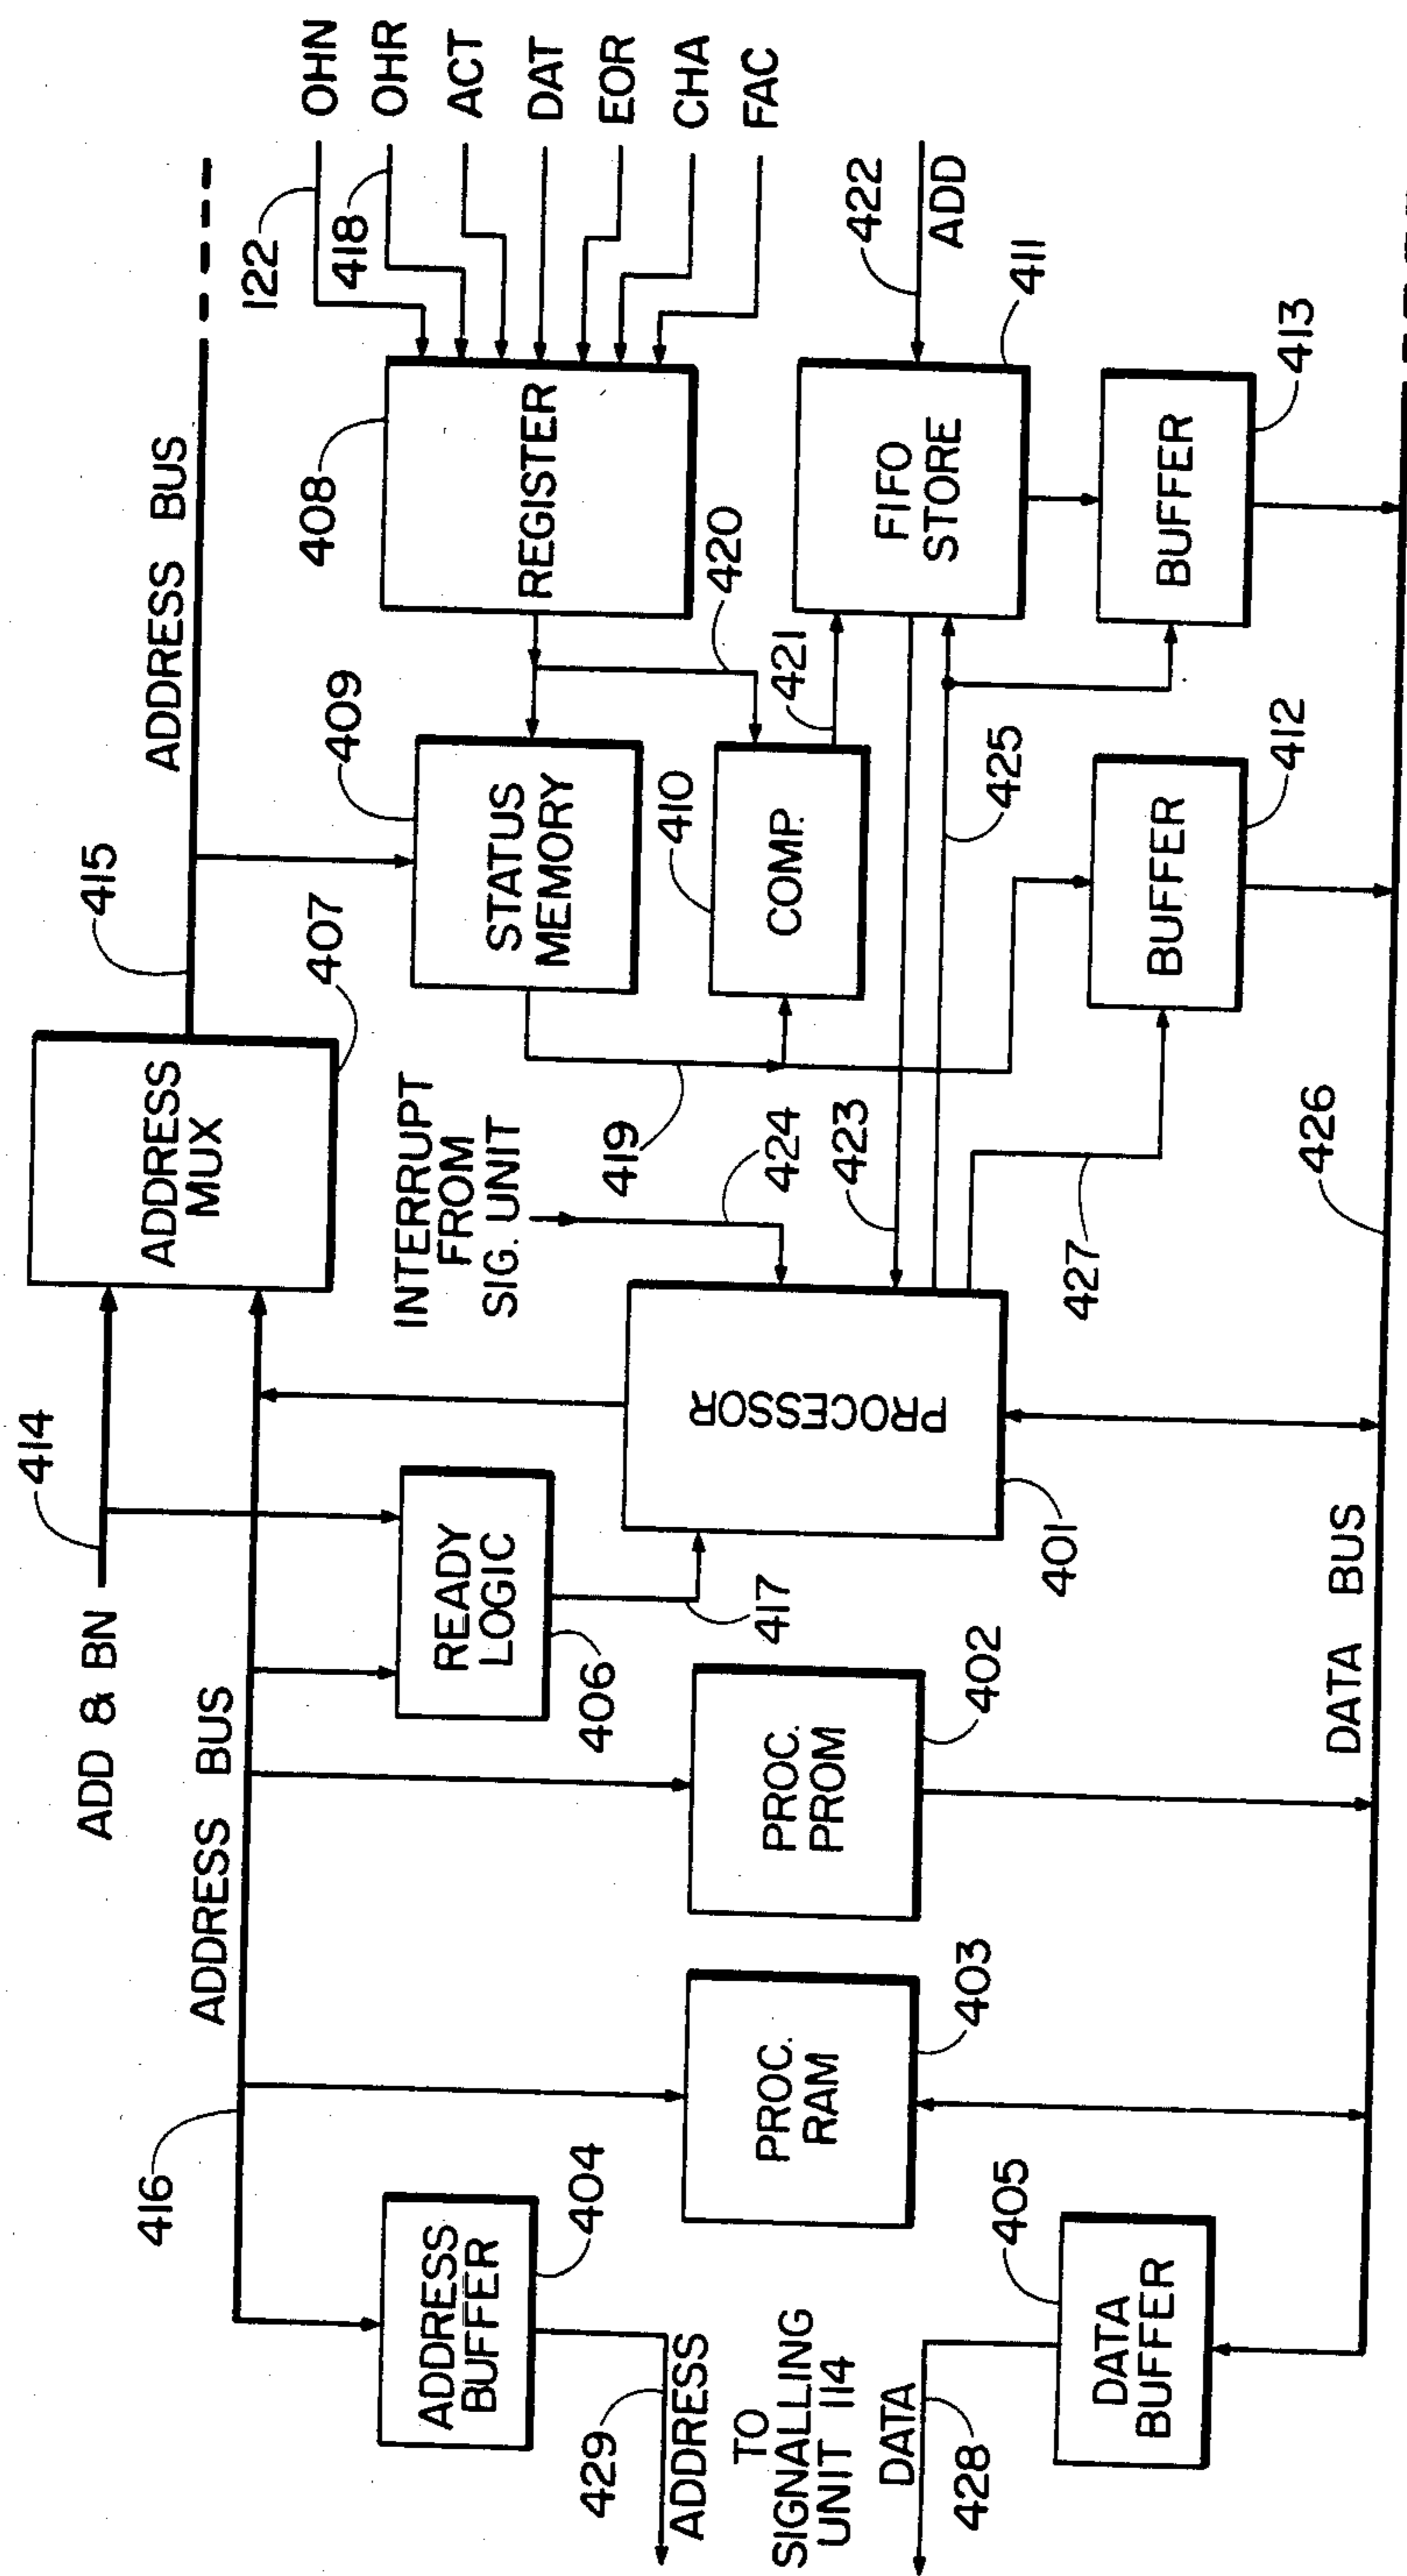 416
ADDRESS BUS
ADD & BN
414
ADDRESS
MUX
407
415
ADDRESS BUS
122
OHN
418
OHR
ACT
DAT
EOR
CHA
FAC
ADDRESS
BUFFER
404
READY
LOGIC
406
417
INTERRUPT
FROM
SIG. UNIT
424
STATUS
MEMORY
409
REGISTER
408
419
420
429
ADDRESS
TO
SIGNALLING
UNIT 114
DATA
428
PROC.
RAM
403
PROC.
PROM
402
PROCESSOR
401
423
COMP.
410
421
FIFO
STORE
411
422
ADD
425
427
DATA
BUFFER
405
BUFFER
412
BUFFER
413
DATA BUS
426